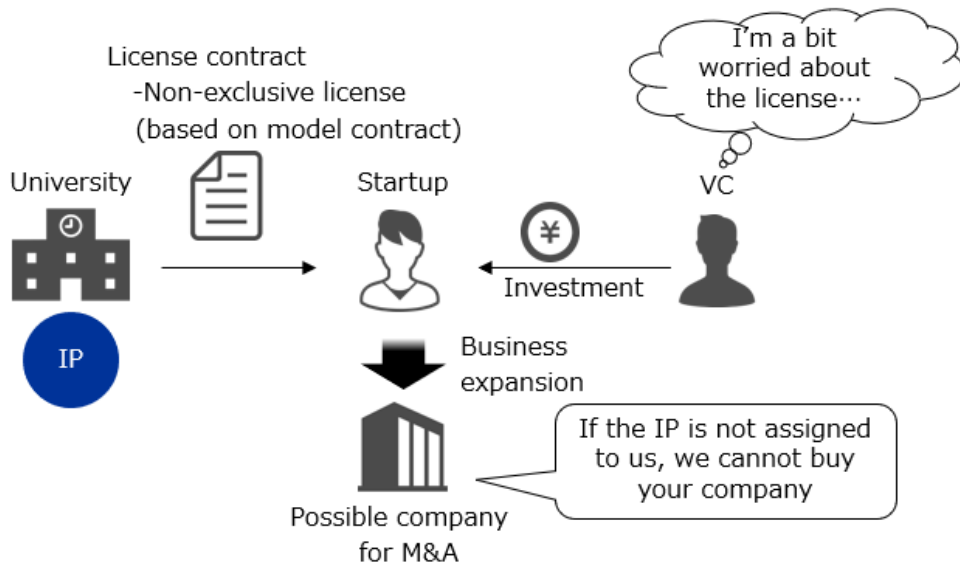 License contract
-Non-exclusive license
(based on model contract)
I'm a bit
worried about
the license…
University
Startup
VC
¥
Investment
IP
Business
expansion
If the IP is not assigned
to us, we cannot buy
your company
Possible company
for M&A